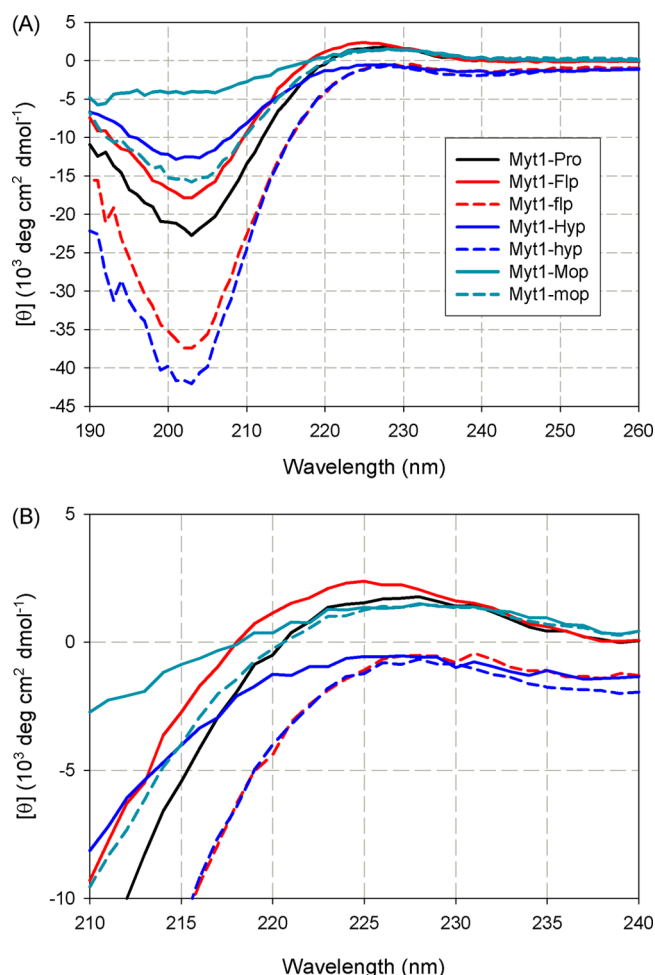 (A)
5
0
-5
-10
-15
-20
-25
-30
-35
-40
-45
[θ] (10³ deg cm² dmol⁻¹)
Myt1-Pro
Myt1-Flp
Myt1-flp
Myt1-Hyp
Myt1-hyp
Myt1-Mop
Myt1-mop
190 200 210 220 230 240 250 260
Wavelength (nm)
(B)
5
0
-5
-10
[θ] (10³ deg cm² dmol⁻¹)
210 215 220 225 230 235 240
Wavelength (nm)